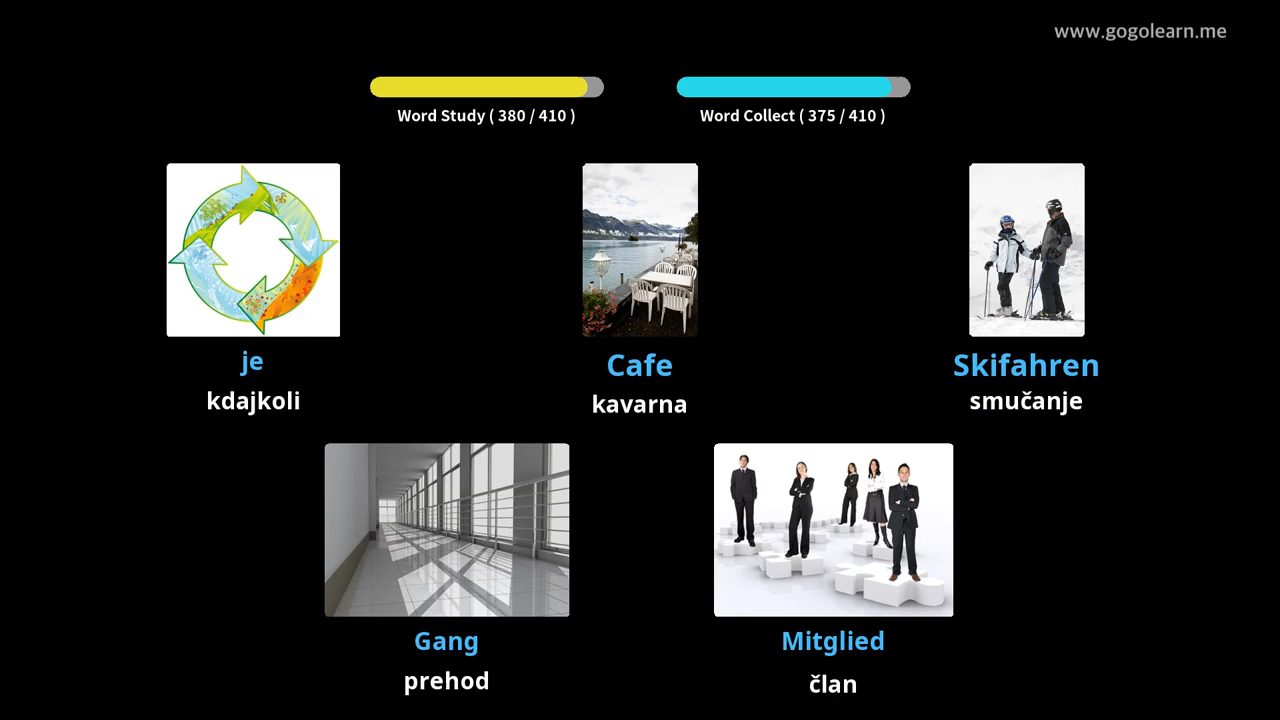 www.gogolearn.me
Word Study ( 380 / 410 )
Word Collect ( 375 / 410 )
je
kdajkoli
Cafe
kavarna
Skifahren
smučanje
Gang
prehod
Mitglied
član